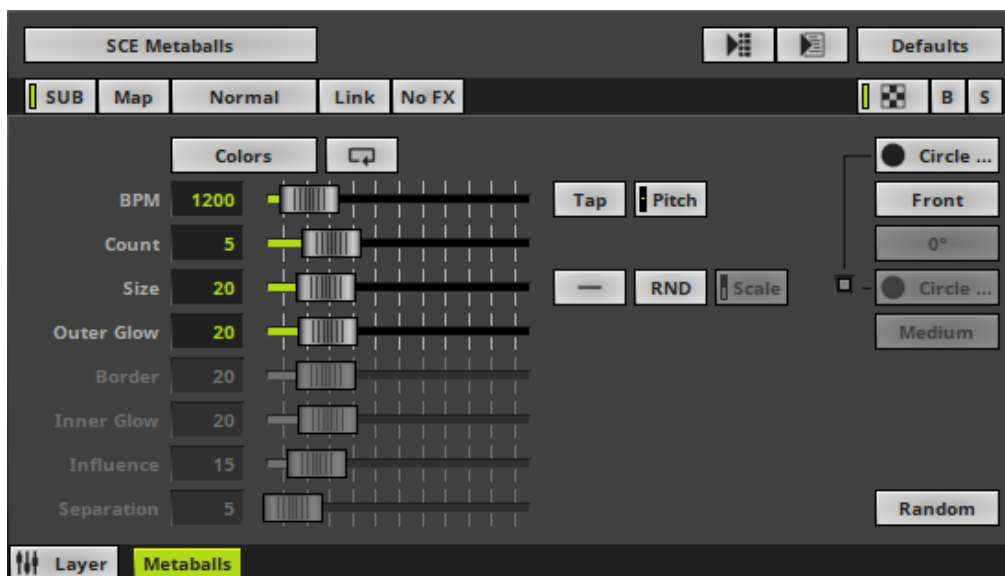 SCE Metaballs
Defaults
SUB Map Normal Link No FX B S
Colors Circle ...
BPM 1200 Tap Pitch Front
Count 5 0°
Size 20 RND Scale Circle ...
Outer Glow 20 Medium
Border 20
Inner Glow 20
Influence 15
Separation 5 Random
Layer Metaballs